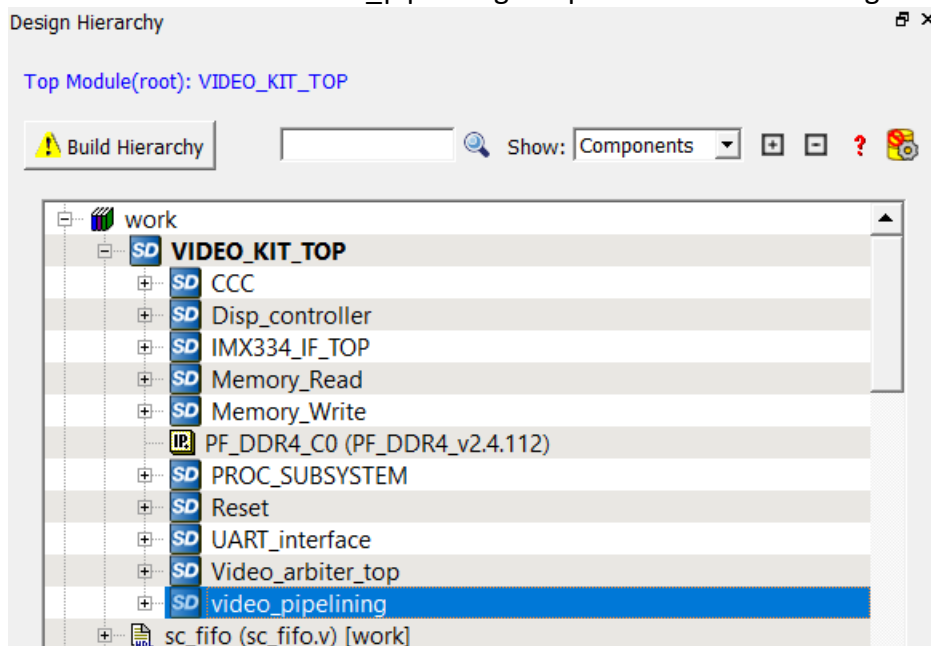 Design Hierarchy
Top Module(root): VIDEO_KIT_TOP
Build Hierarchy Show: Components ?
work
SD VIDEO_KIT_TOP
SD CCC
SD Disp_controller
SD IMX334_IF_TOP
SD Memory_Read
SD Memory_Write
IP. PF_DDR4_C0 (PF_DDR4_v2.4.112)
SD PROC_SUBSYSTEM
SD Reset
SD UART_interface
SD Video_arbiter_top
SD video_pipelining
sc_fifo (sc_fifo.v) [work]